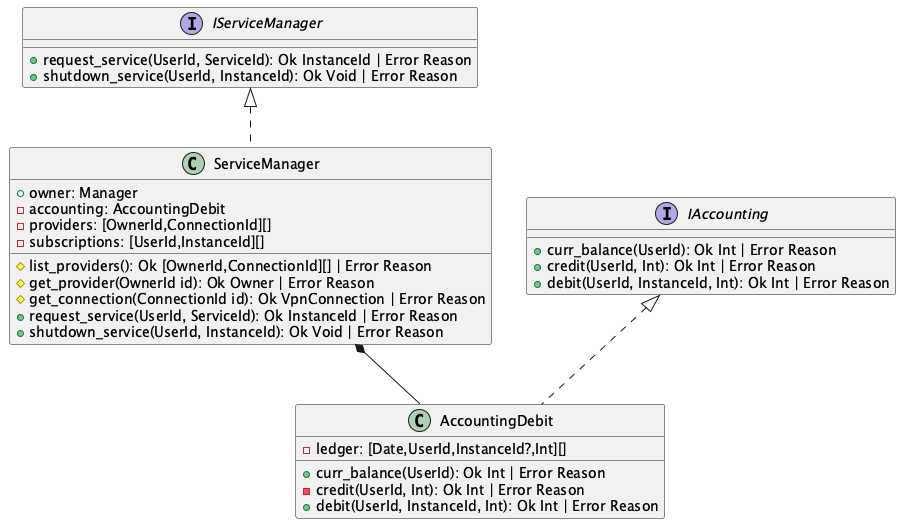 I IServiceManager
request_service(UserId, ServiceId): Ok InstanceId | Error Reason
shutdown_service(UserId, InstanceId): Ok Void | Error Reason
C ServiceManager
owner: Manager
accounting: AccountingDebit
providers: [OwnerId,ConnectionId][]
subscriptions: [UserId,InstanceId][]
list_providers(): Ok [OwnerId,ConnectionId][] | Error Reason
get_provider(OwnerId id): Ok Owner | Error Reason
get_connection(ConnectionId id): Ok VpnConnection | Error Reason
request_service(UserId, ServiceId): Ok InstanceId | Error Reason
shutdown_service(UserId, InstanceId): Ok Void | Error Reason
I IAccounting
curr_balance(UserId): Ok Int | Error Reason
credit(UserId, Int): Ok Int | Error Reason
debit(UserId, InstanceId, Int): Ok Int | Error Reason
C AccountingDebit
ledger: [Date,UserId,InstanceId?,Int][]
curr_balance(UserId): Ok Int | Error Reason
credit(UserId, Int): Ok Int | Error Reason
debit(UserId, InstanceId, Int): Ok Int | Error Reason